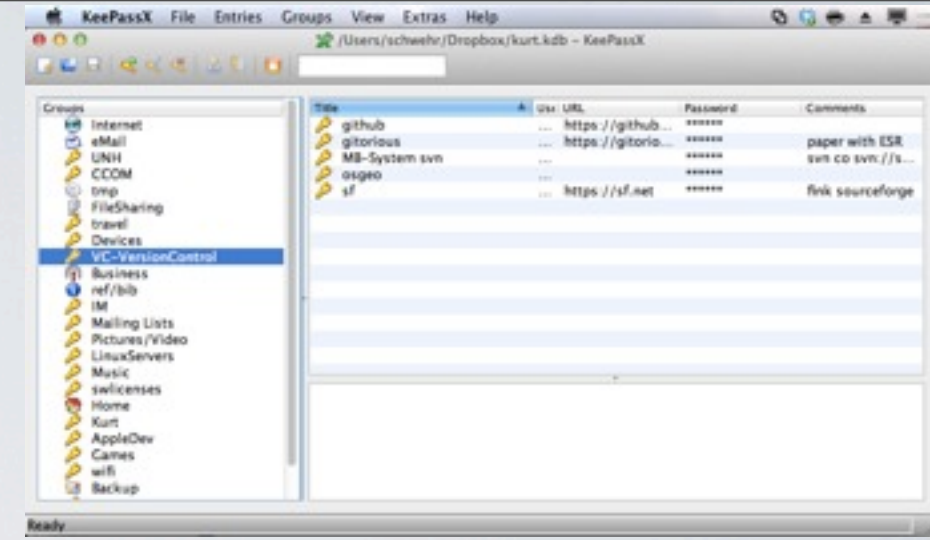 KeePassX File Entries Groups View Extras Help
/Users/schwehr/Dropbox/kurt.kdb - KeePassX
Groups
Internet
eMail
UNH
CCOM
tmp
FileSharing
travel
Devices
VC-VersionControl
Business
ref/bib
IM
Mailing Lists
Pictures/Video
LinuxServers
Music
swlicenses
Home
Kurt
AppleDev
Games
wifi
Backup
Title Use URL Password Comments
github ... https://github... ******
gitorious ... https://gitorio... ****** paper with ESR
MB-System svn ... ****** svn co svn://s...
osgeo ... ******
sf ... https://sf.net ****** fink sourceforge
Ready